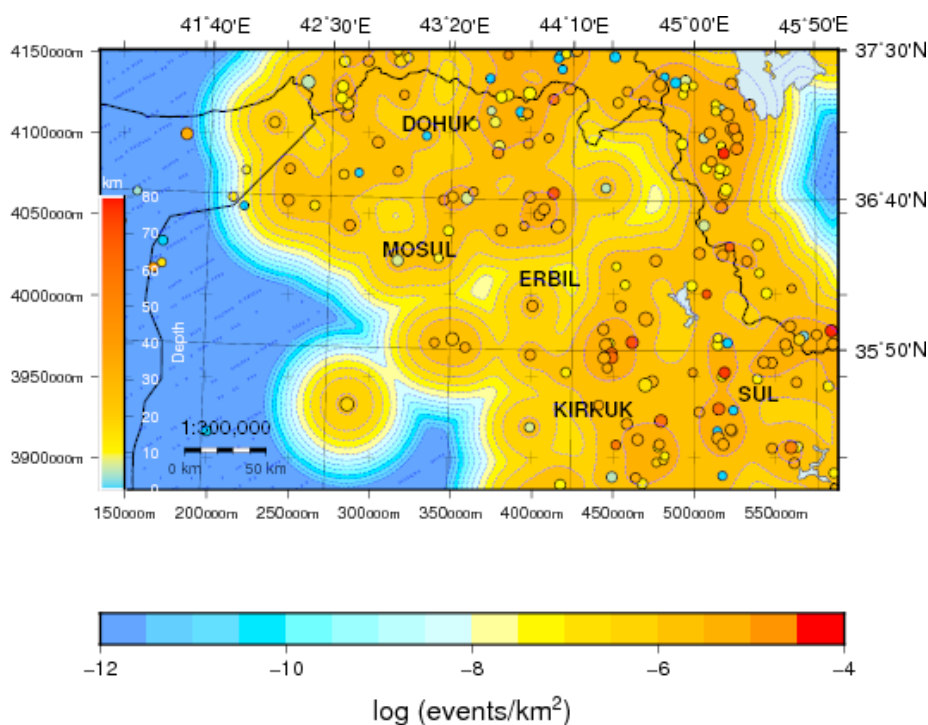 41˚40'E 42˚30'E 43˚20'E 44˚10'E 45˚00'E 45˚50'E
4150000m 37˚30'N
4100000m DOHUK
km
80 36˚40'N
70
4050000m MOSUL
60
50 ERBIL
4000000m
40
Depth
30 35˚50'N
3950000m
20 KIRKUK SUL
1:300,000
10
3900000m 0 km 50 km
0
150000m 200000m 250000m 300000m 350000m 400000m 450000m 500000m 550000m
−12 −10 −8 −6 −4
log (events/km²)